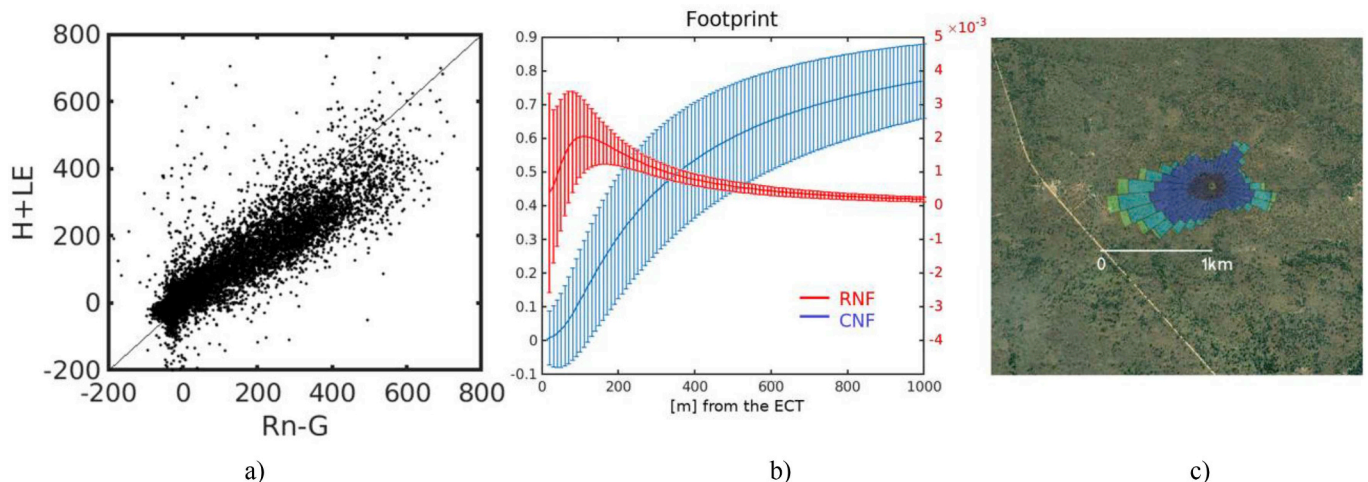 800
600
400
200
0
-200
-200 0 200 400 600 800
H+LE
Rn-G
a)
Footprint
0.9
0.8
0.7
0.6
0.5
0.4
0.3
0.2
0.1
0
-0.1
5 ×10⁻³
4
3
2
1
0
-1
-2
-3
-4
RNF
CNF
0 200 400 600 800 1000
[m] from the ECT
b)
0 1km
c)